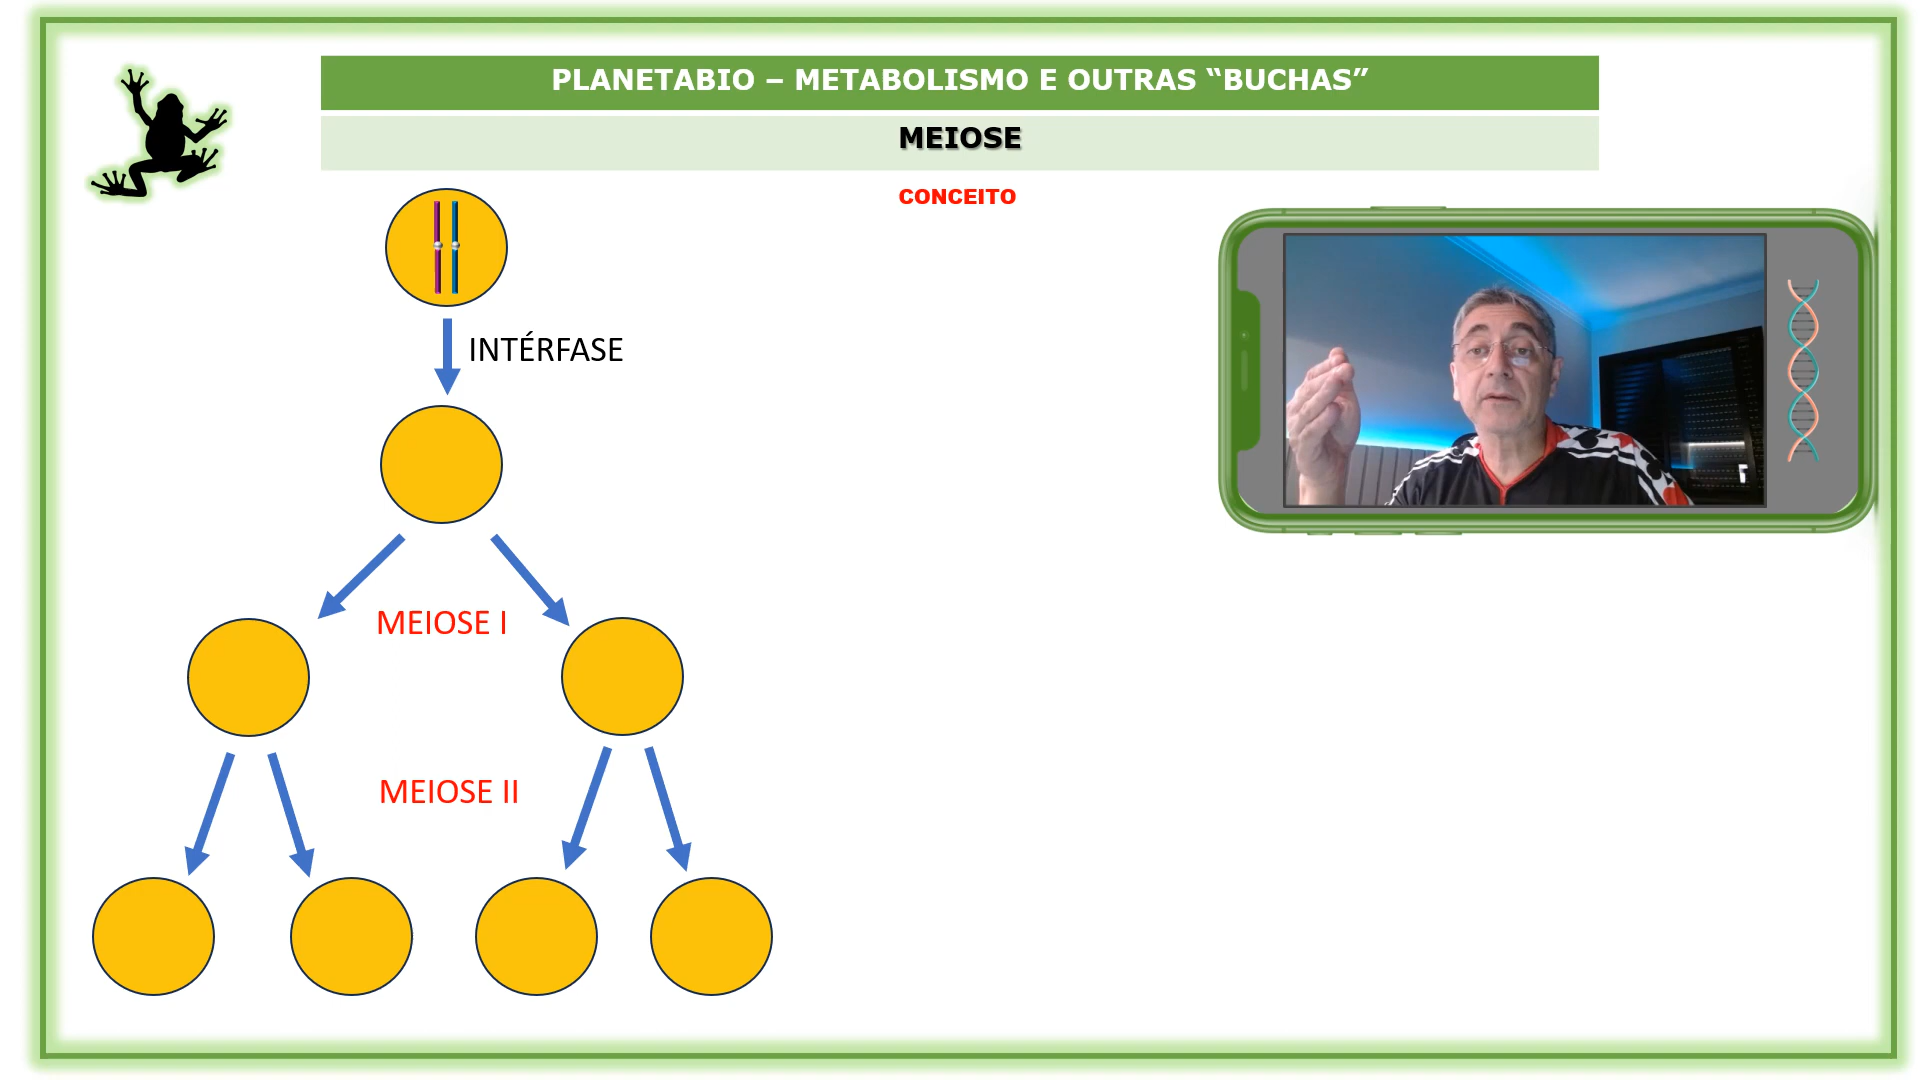 PLANETABIO – METABOLISMO E OUTRAS “BUCHAS”
MEIOSE
CONCEITO
INTÉRFASE
MEIOSE I
MEIOSE II